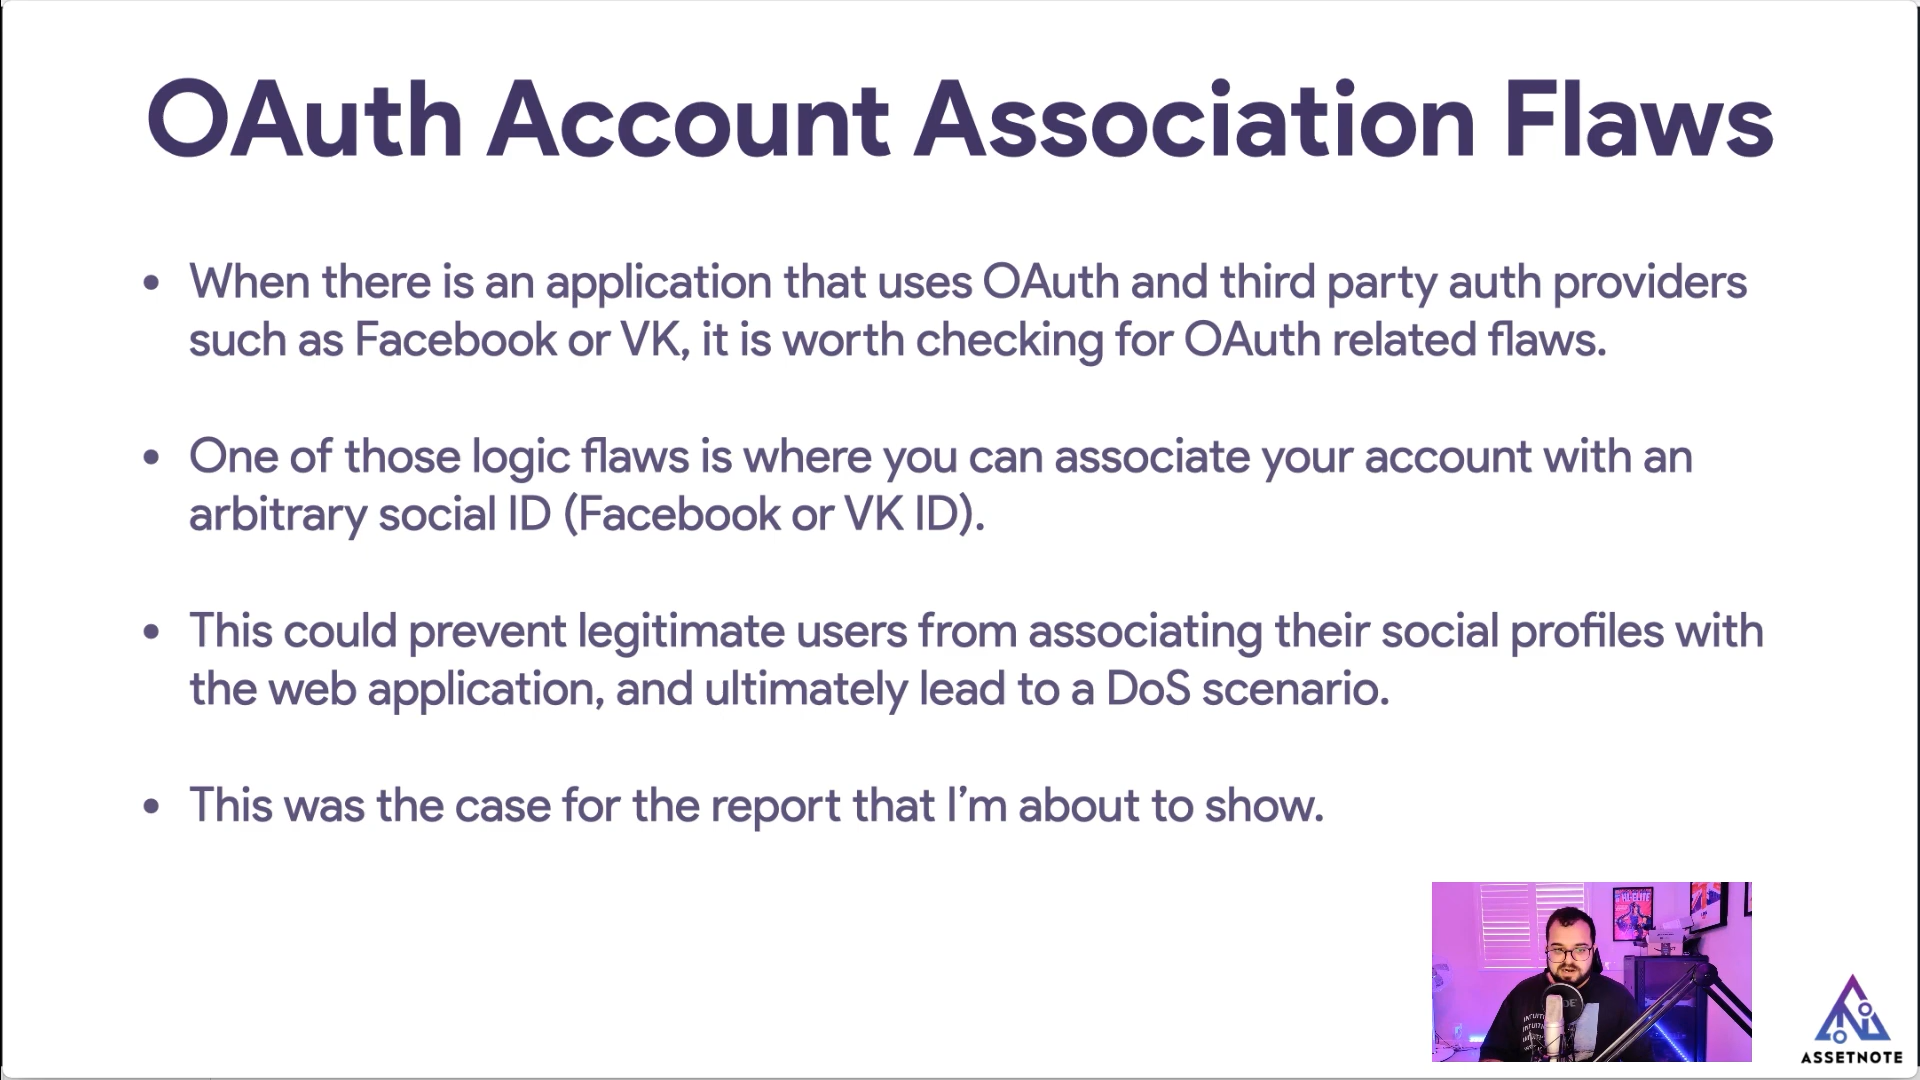 OAuth Account Association Flaws
• When there is an application that uses OAuth and third party auth providers
such as Facebook or VK, it is worth checking for OAuth related flaws.
• One of those logic flaws is where you can associate your account with an
arbitrary social ID (Facebook or VK ID).
• This could prevent legitimate users from associating their social profiles with
the web application, and ultimately lead to a DoS scenario.
• This was the case for the report that I’m about to show.
ASSETNOTE